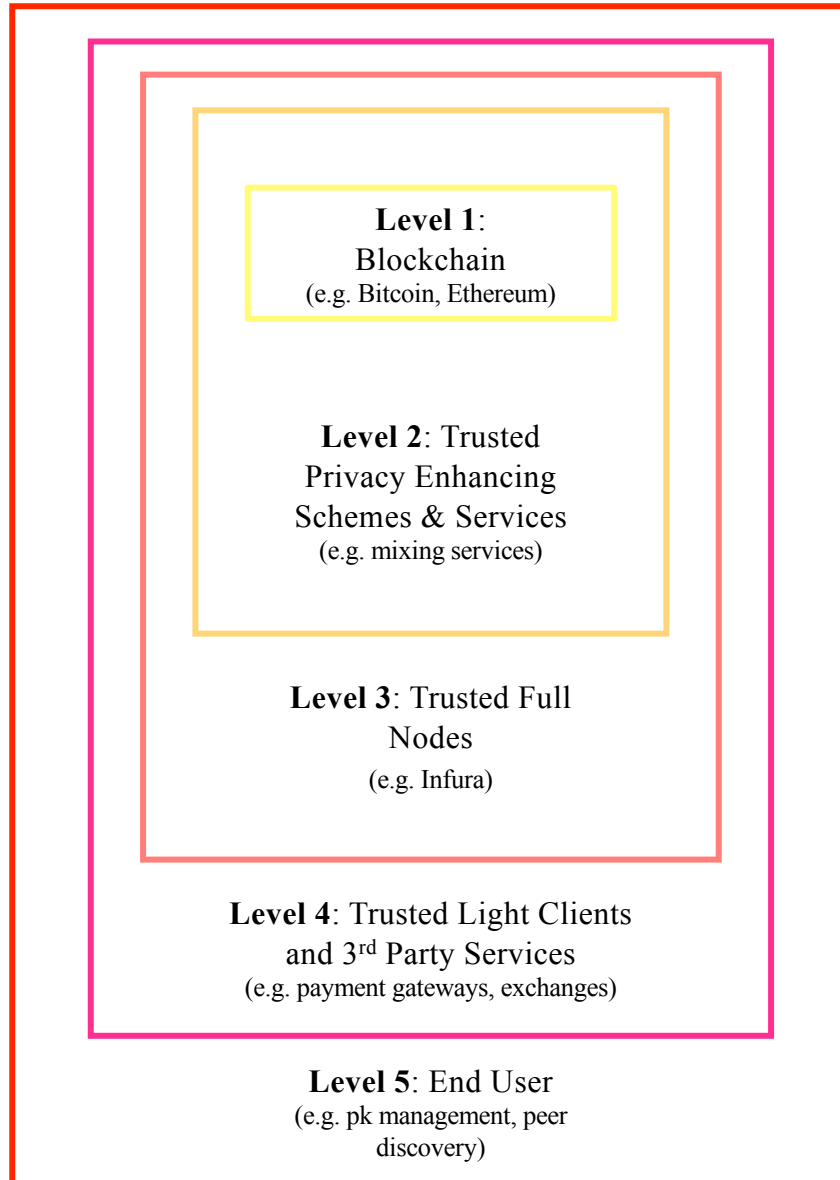 Level 1:
Blockchain
(e.g. Bitcoin, Ethereum)
Level 2: Trusted
Privacy Enhancing
Schemes & Services
(e.g. mixing services)
Level 3: Trusted Full
Nodes
(e.g. Infura)
Level 4: Trusted Light Clients
and 3rd Party Services
(e.g. payment gateways, exchanges)
Level 5: End User
(e.g. pk management, peer
discovery)